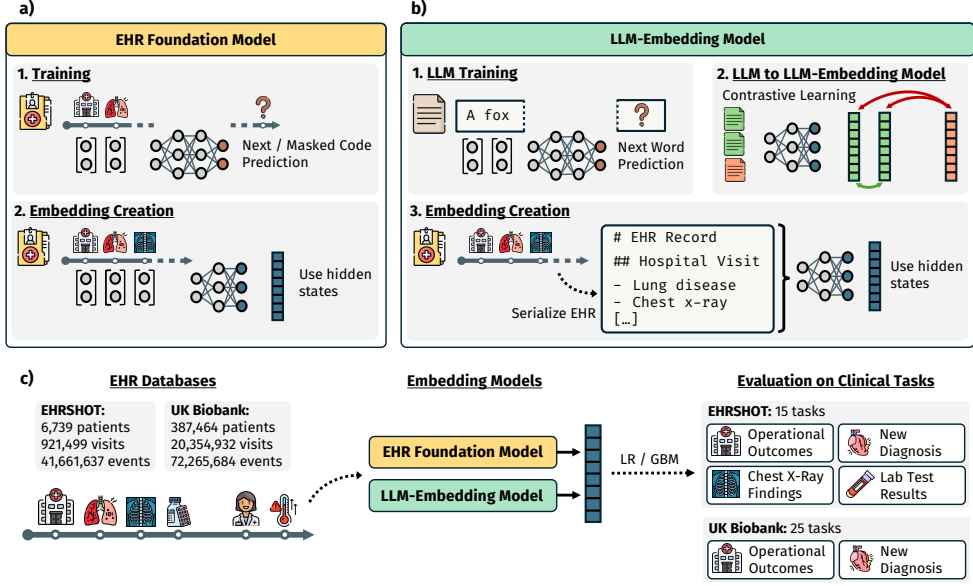 a)
EHR Foundation Model
1. Training
?
Next / Masked Code
Prediction
2. Embedding Creation
Use hidden
states
b)
LLM-Embedding Model
1. LLM Training
A fox
?
Next Word
Prediction
2. LLM to LLM-Embedding Model
Contrastive Learning
3. Embedding Creation
Serialize EHR
# EHR Record
## Hospital Visit
- Lung disease
- Chest x-ray
[…]
Use hidden
states
c)
EHR Databases
EHRSHOT:
6,739 patients
921,499 visits
41,661,637 events
UK Biobank:
387,464 patients
20,354,932 visits
72,265,684 events
Embedding Models
EHR Foundation Model
LLM-Embedding Model
LR / GBM
Evaluation on Clinical Tasks
EHRSHOT: 15 tasks
Operational
Outcomes
New
Diagnosis
Chest X-Ray
Findings
Lab Test
Results
UK Biobank: 25 tasks
Operational
Outcomes
New
Diagnosis